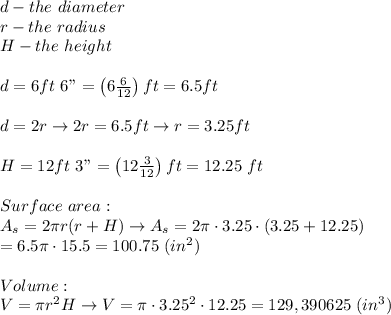 d - the diameter
r - the radius
H - the height
d = 6ft 6" = (6 6/12) ft = 6.5ft
d = 2r → 2r = 6.5ft → r = 3.25ft
H = 12ft 3" = (12 3/12) ft = 12.25 ft
Surface area :
A_s = 2πr(r + H) → A_s = 2π · 3.25 · (3.25 + 12.25)
= 6.5π · 15.5 = 100.75 (in²)
Volume :
V = πr²H → V = π · 3.25² · 12.25 = 129,390625 (in³)